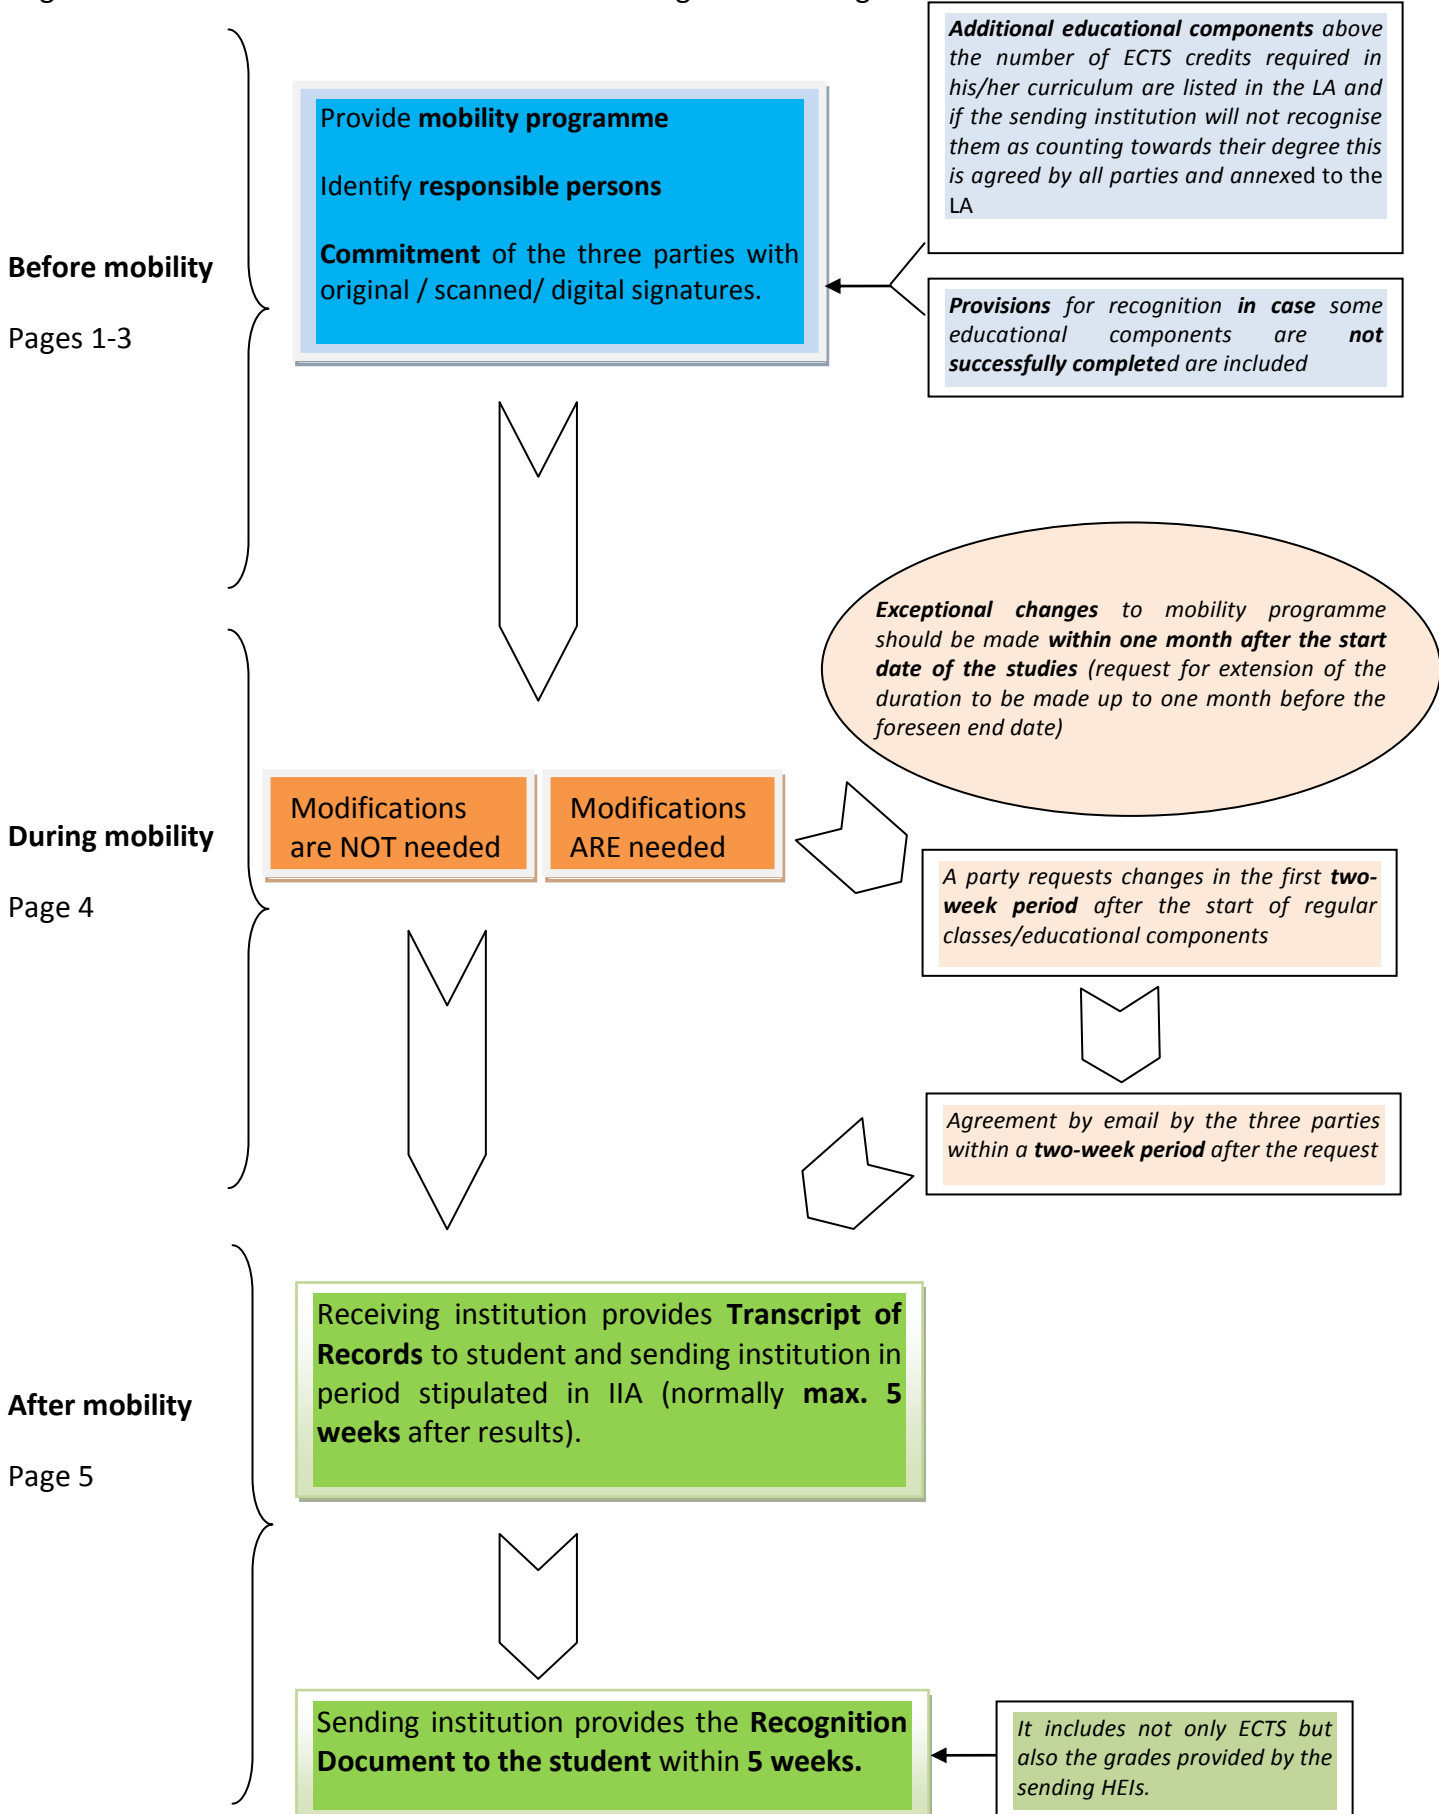 Additional educational components above
the number of ECTS credits required in
his/her curriculum are listed in the LA and
if the sending institution will not recognise
them as counting towards their degree this
is agreed by all parties and annexed to the
LA
Provide mobility programme
Identify responsible persons
Commitment of the three parties with
original / scanned/ digital signatures.
Before mobility
Pages 1-3
Provisions for recognition in case some
educational components are not
successfully completed are included
Exceptional changes to mobility programme
should be made within one month after the start
date of the studies (request for extension of the
duration to be made up to one month before the
foreseen end date)
During mobility
Page 4
Modifications
are NOT needed
Modifications
ARE needed
A party requests changes in the first two-
week period after the start of regular
classes/educational components
Agreement by email by the three parties
within a two-week period after the request
After mobility
Page 5
Receiving institution provides Transcript of
Records to student and sending institution in
period stipulated in IIA (normally max. 5
weeks after results).
Sending institution provides the Recognition
Document to the student within 5 weeks.
It includes not only ECTS but
also the grades provided by the
sending HEIs.